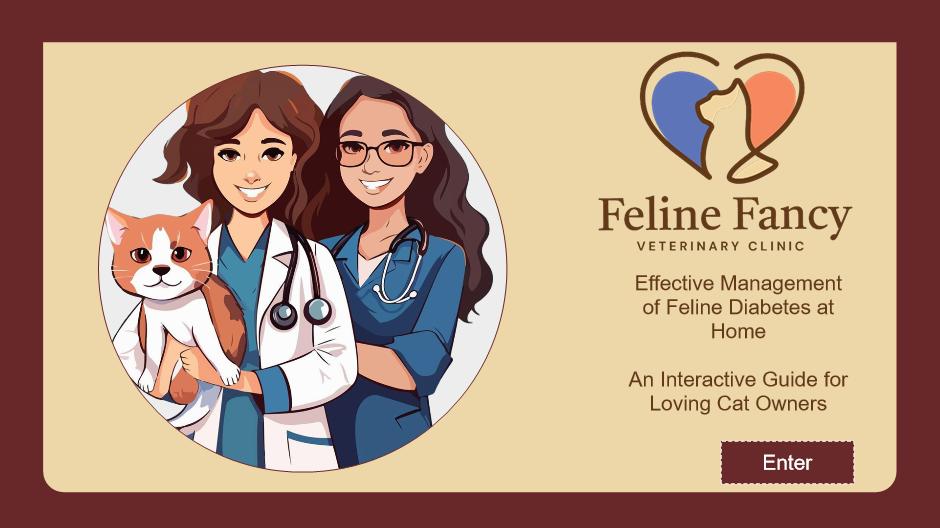 Feline Fancy
VETERINARY CLINIC
Effective Management
of Feline Diabetes at
Home
An Interactive Guide for
Loving Cat Owners
Enter